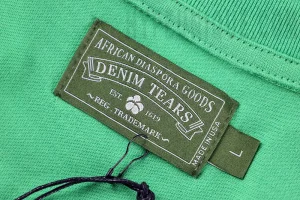 AFRICAN DIASPORA GOODS
DENIM TEARS
EST. 1619
REG. TRADEMARK
MADE IN USA
L